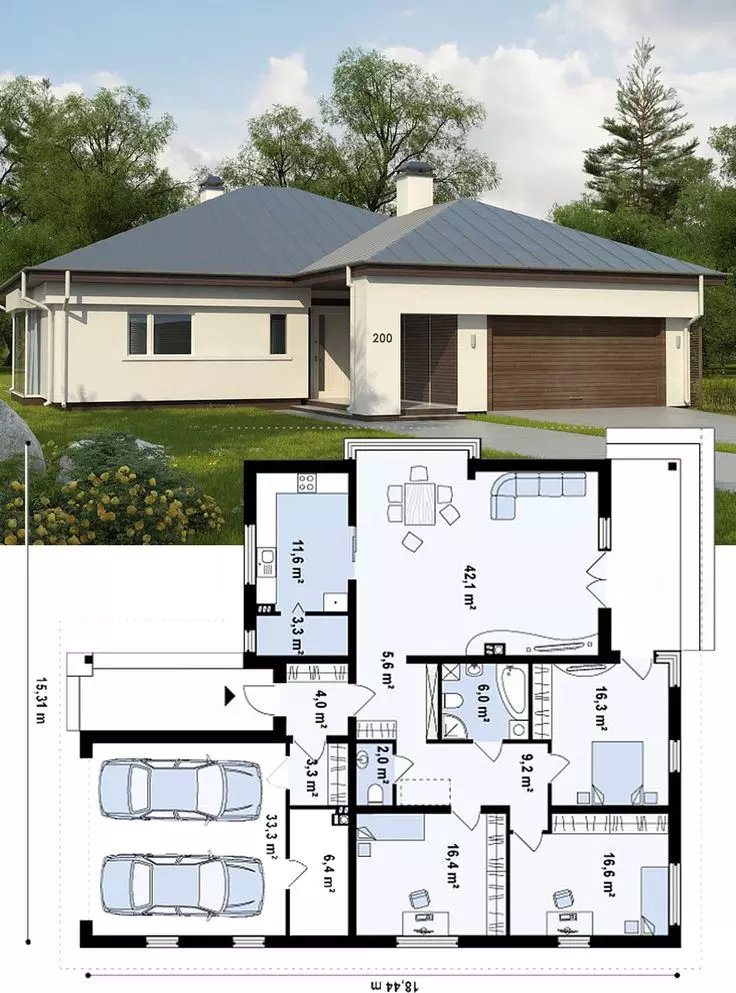 200
11,6 m²
42,1 m²
3,3 m²
5,6 m²
6,0 m²
16,3 m²
4,0 m²
15,31 m
2,0 m²
9,2 m²
3,3 m²
33,3 m²
6,4 m²
16,4 m²
16,6 m²
18,44 m